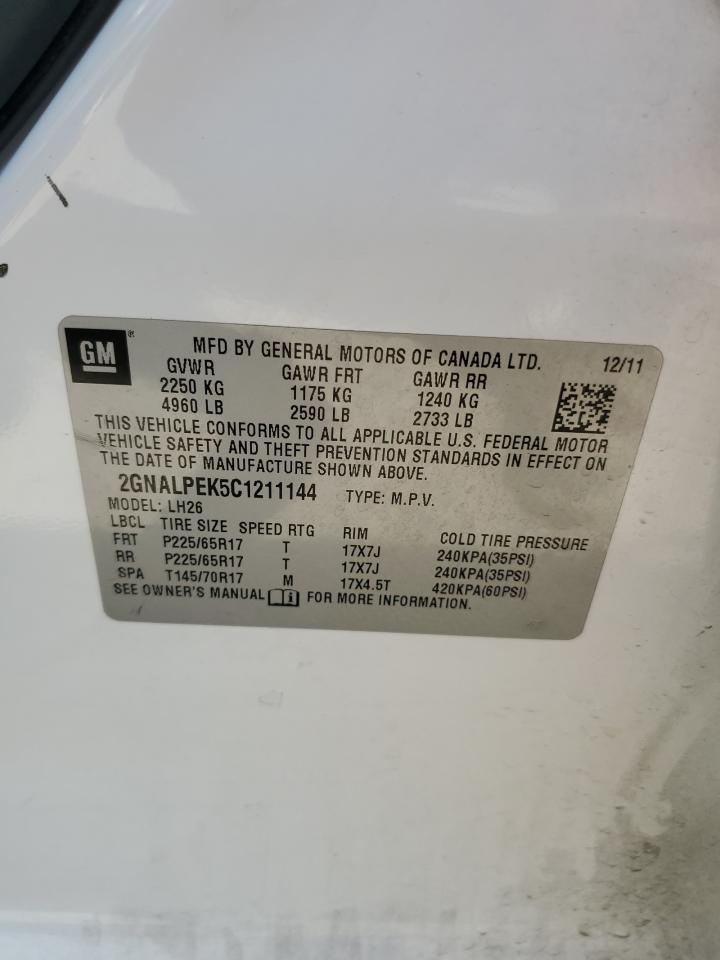 GM ® MFD BY GENERAL MOTORS OF CANADA LTD. 12/11
GVWR GAWR FRT GAWR RR
2250 KG 1175 KG 1240 KG
4960 LB 2590 LB 2733 LB
THIS VEHICLE CONFORMS TO ALL APPLICABLE U.S. FEDERAL MOTOR
VEHICLE SAFETY AND THEFT PREVENTION STANDARDS IN EFFECT ON
THE DATE OF MANUFACTURE SHOWN ABOVE.
2GNALPEK5C1211144 TYPE: M.P.V.
MODEL: LH26
LBCL TIRE SIZE SPEED RTG RIM COLD TIRE PRESSURE
FRT P225/65R17 T 17X7J 240KPA(35PSI)
RR P225/65R17 T 17X7J 240KPA(35PSI)
SPA T145/70R17 M 17X4.5T 420KPA(60PSI)
SEE OWNER'S MANUAL i FOR MORE INFORMATION.